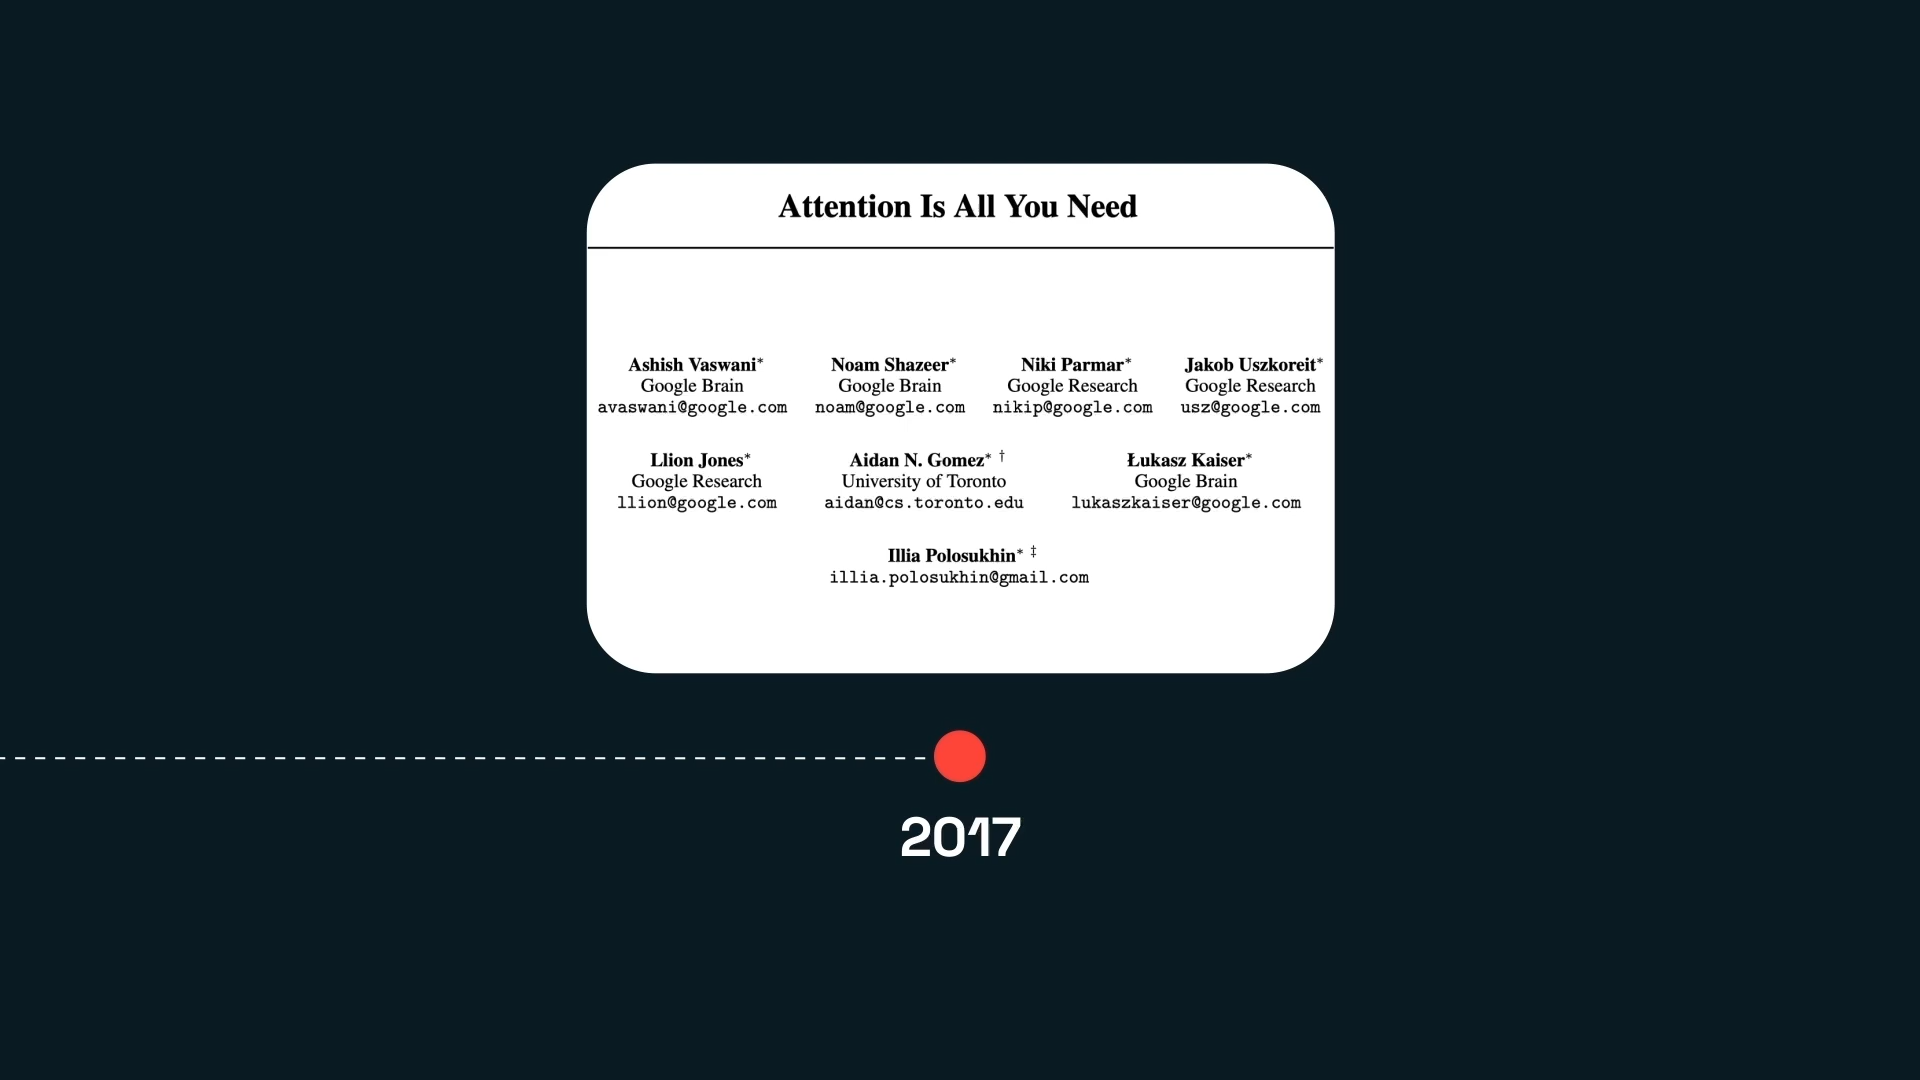 Attention Is All You Need
Ashish Vaswani* Noam Shazeer* Niki Parmar* Jakob Uszkoreit*
Google Brain Google Brain Google Research Google Research
avaswani@google.com noam@google.com nikip@google.com usz@google.com
Llion Jones* Aidan N. Gomez* † Łukasz Kaiser*
Google Research University of Toronto Google Brain
llion@google.com aidan@cs.toronto.edu lukaszkaiser@google.com
Illia Polosukhin* ‡
illia.polosukhin@gmail.com
2017